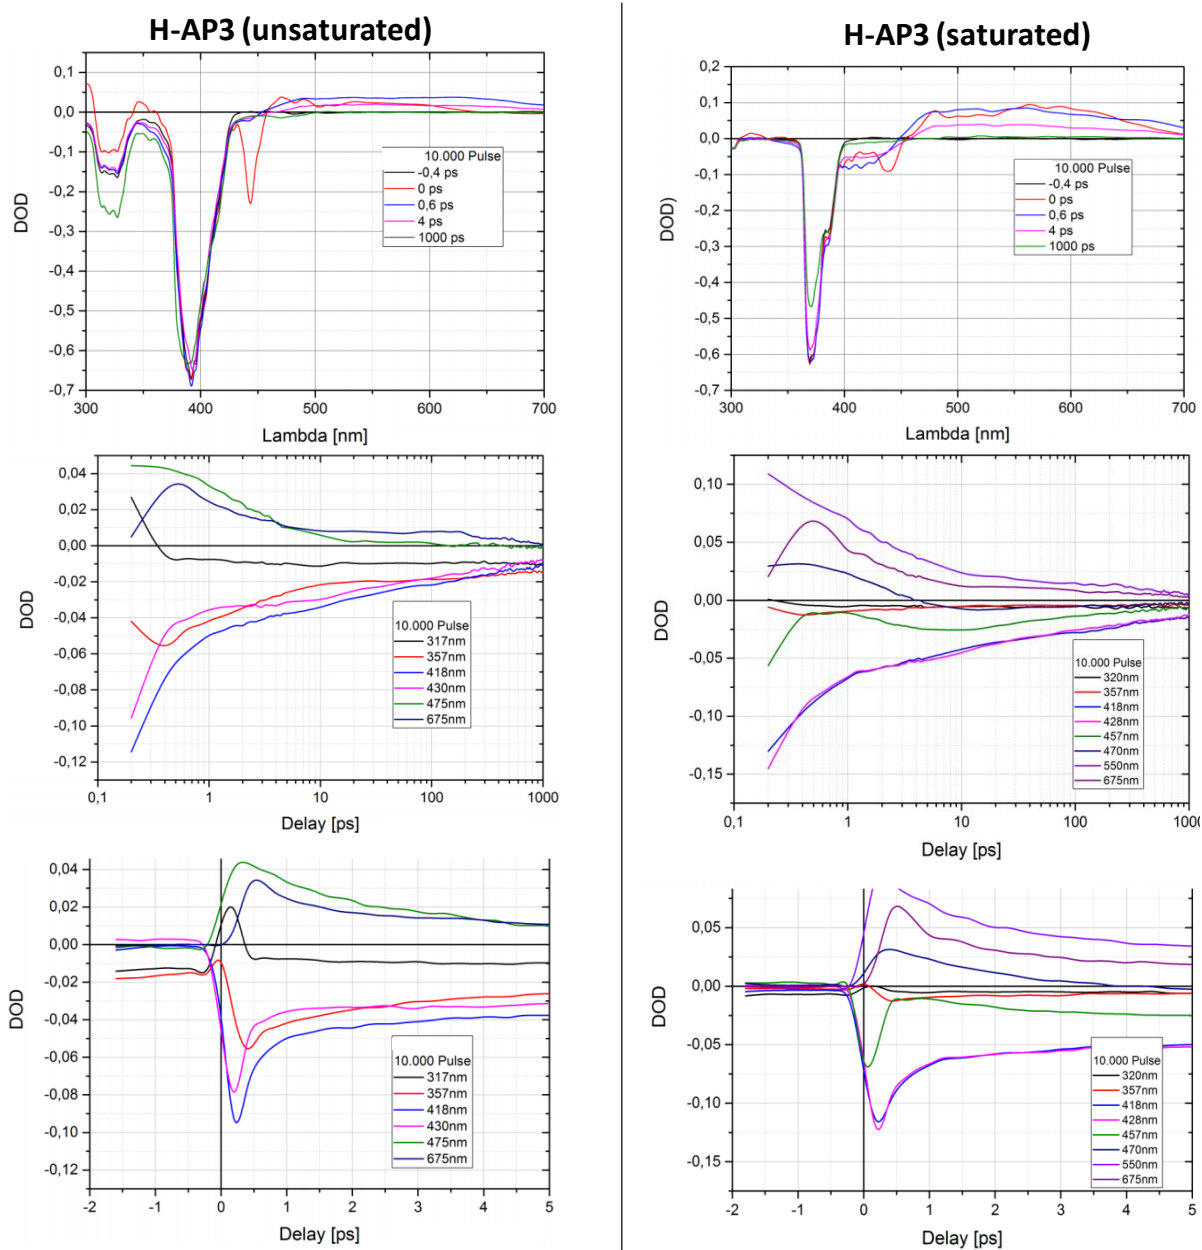 H-AP3 (unsaturated)
0,1
0,0
-0,1
-0,2
-0,3
-0,4
-0,5
-0,6
-0,7
DOD
10.000 Pulse
-0,4 ps
0 ps
0,6 ps
4 ps
1000 ps
300 400 500 600 700
Lambda [nm]
0,04
0,02
0,00
-0,02
-0,04
-0,06
-0,08
-0,10
-0,12
DOD
10.000 Pulse
317nm
357nm
418nm
430nm
475nm
675nm
0,1 1 10 100 1000
Delay [ps]
0,04
0,02
0,00
-0,02
-0,04
-0,06
-0,08
-0,10
-0,12
DOD
10.000 Pulse
317nm
357nm
418nm
430nm
475nm
675nm
-2 -1 0 1 2 3 4 5
Delay [ps]
H-AP3 (saturated)
0,2
0,1
0,0
-0,1
-0,2
-0,3
-0,4
-0,5
-0,6
-0,7
DOD)
10.000 Pulse
-0,4 ps
0 ps
0,6 ps
4 ps
1000 ps
300 400 500 600 700
Lambda [nm]
0,10
0,05
0,00
-0,05
-0,10
-0,15
DOD
10.000 Pulse
320nm
357nm
418nm
428nm
457nm
470nm
550nm
675nm
0,1 1 10 100 1000
Delay [ps]
0,05
0,00
-0,05
-0,10
-0,15
DOD
10.000 Pulse
320nm
357nm
418nm
428nm
457nm
470nm
550nm
675nm
-2 -1 0 1 2 3 4 5
Delay [ps]